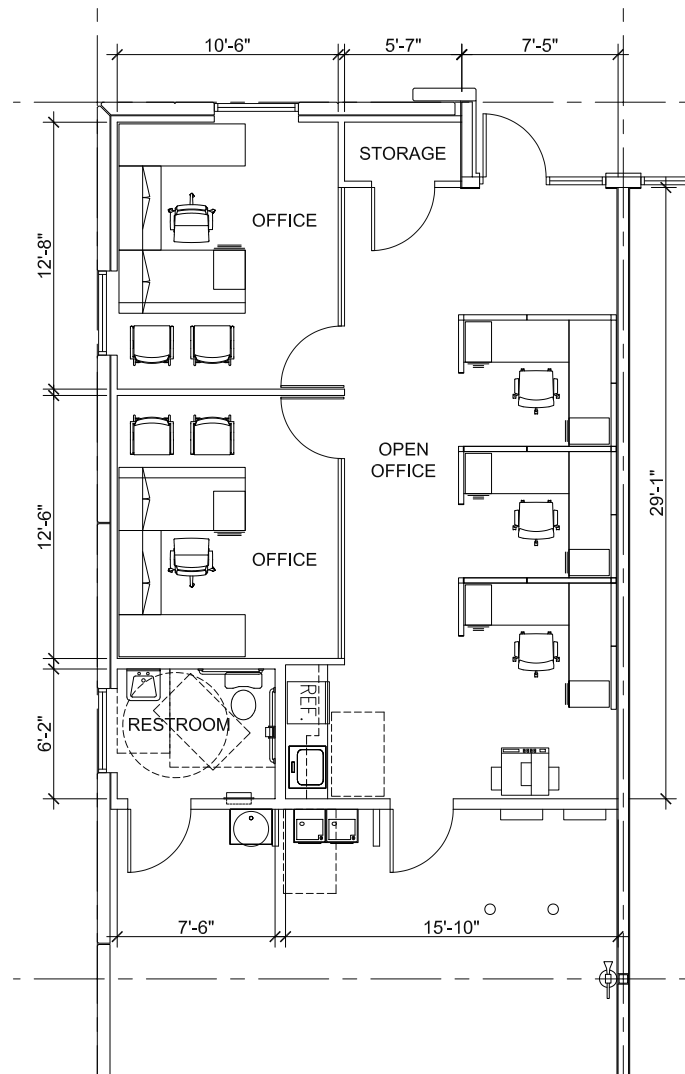 10'-6"
5'-7"
7'-5"
STORAGE
OFFICE
12'-8"
OPEN
OFFICE
29'-1"
12'-6"
OFFICE
REF.
6'-2"
RESTROOM
7'-6"
15'-10"